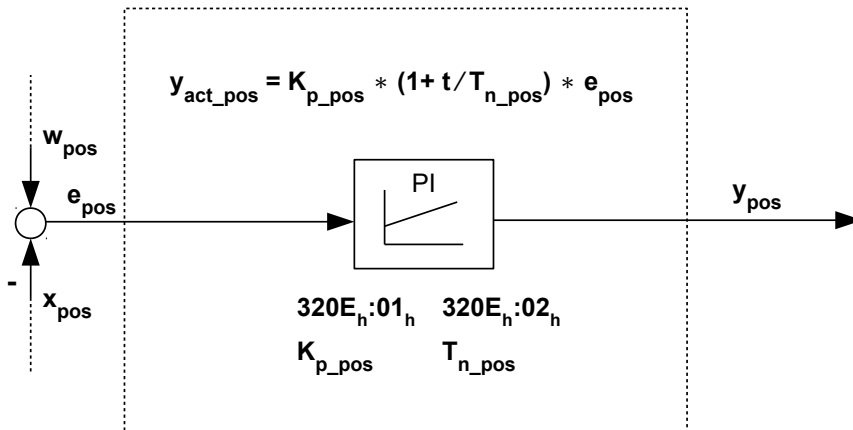 y_act_pos = K_p_pos * (1+ t/T_n_pos) * e_pos
w_pos
PI
e_pos
y_pos
-
x_pos
320E_h:01_h 320E_h:02_h
K_p_pos T_n_pos